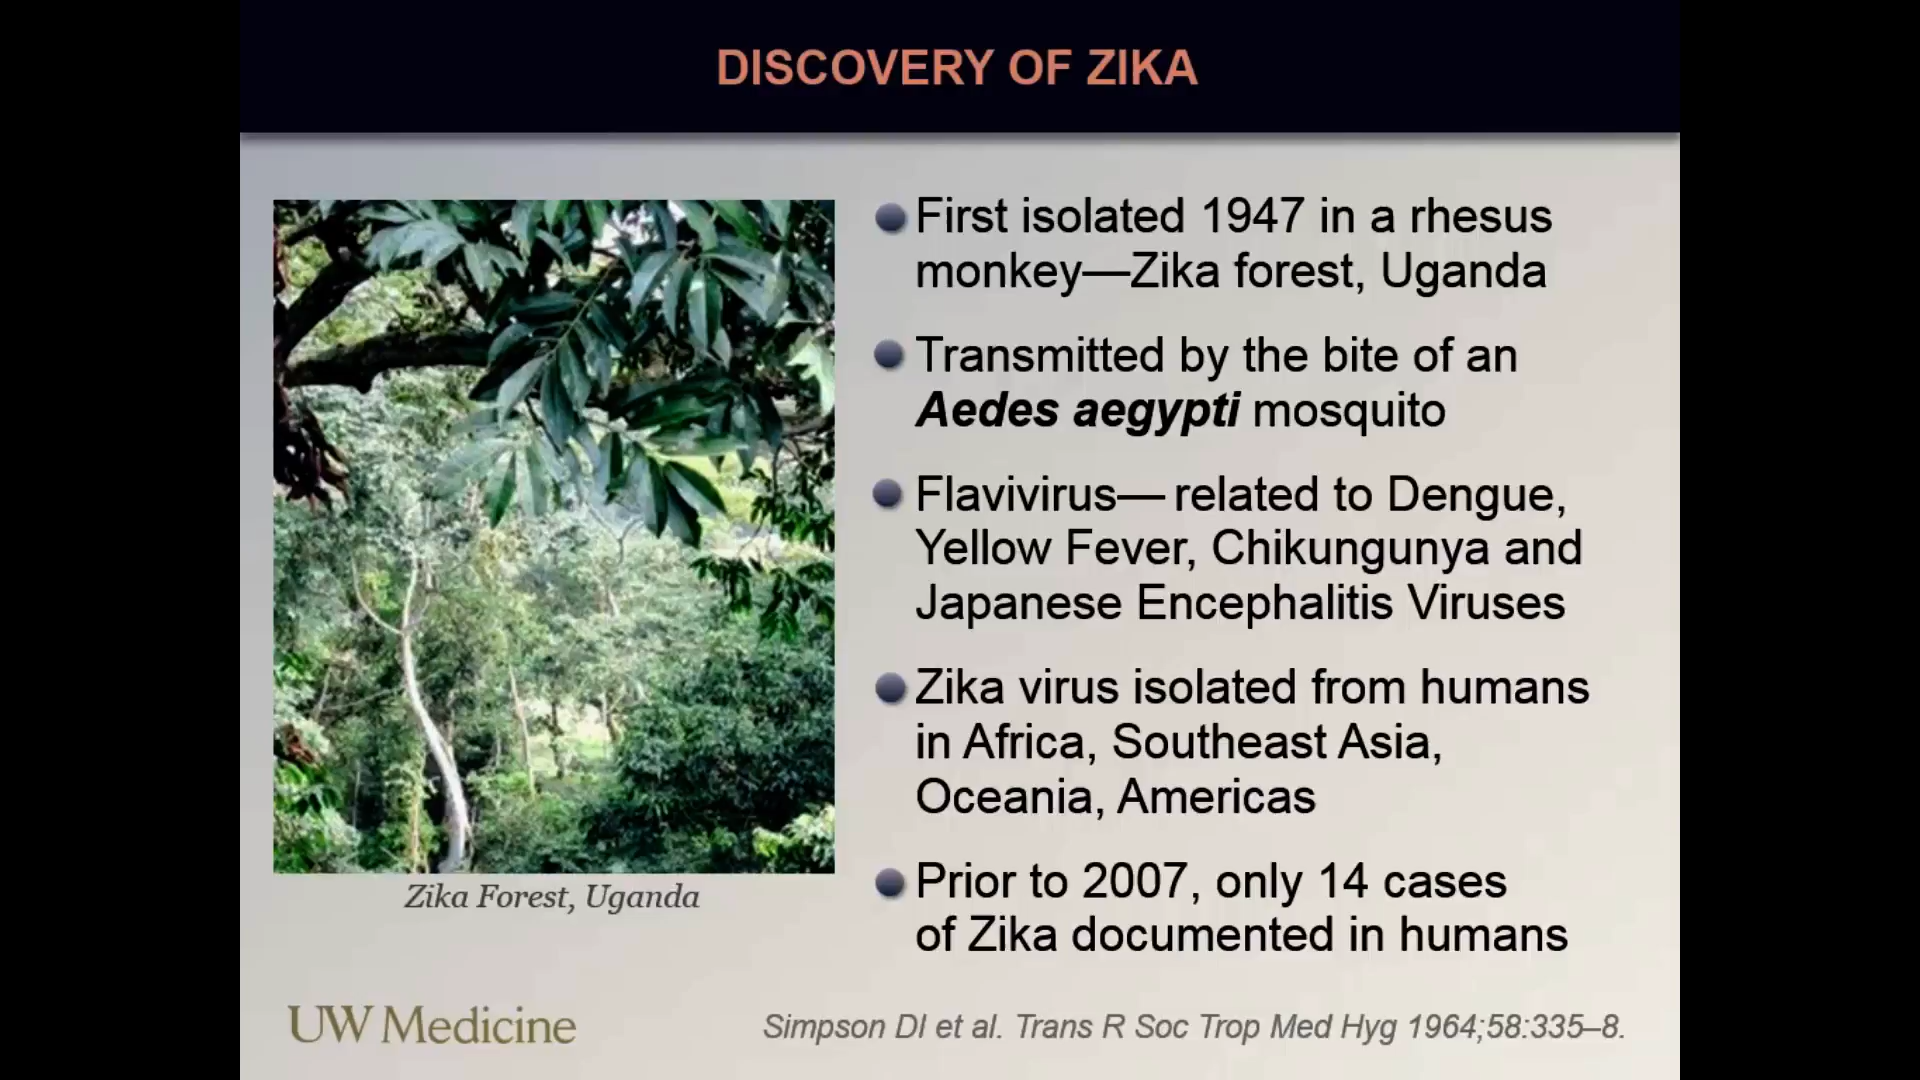 DISCOVERY OF ZIKA
First isolated 1947 in a rhesus
monkey—Zika forest, Uganda
Transmitted by the bite of an
Aedes aegypti mosquito
Flavivirus— related to Dengue,
Yellow Fever, Chikungunya and
Japanese Encephalitis Viruses
Zika virus isolated from humans
in Africa, Southeast Asia,
Oceania, Americas
Prior to 2007, only 14 cases
of Zika documented in humans
Zika Forest, Uganda
UW Medicine
Simpson DI et al. Trans R Soc Trop Med Hyg 1964;58:335–8.